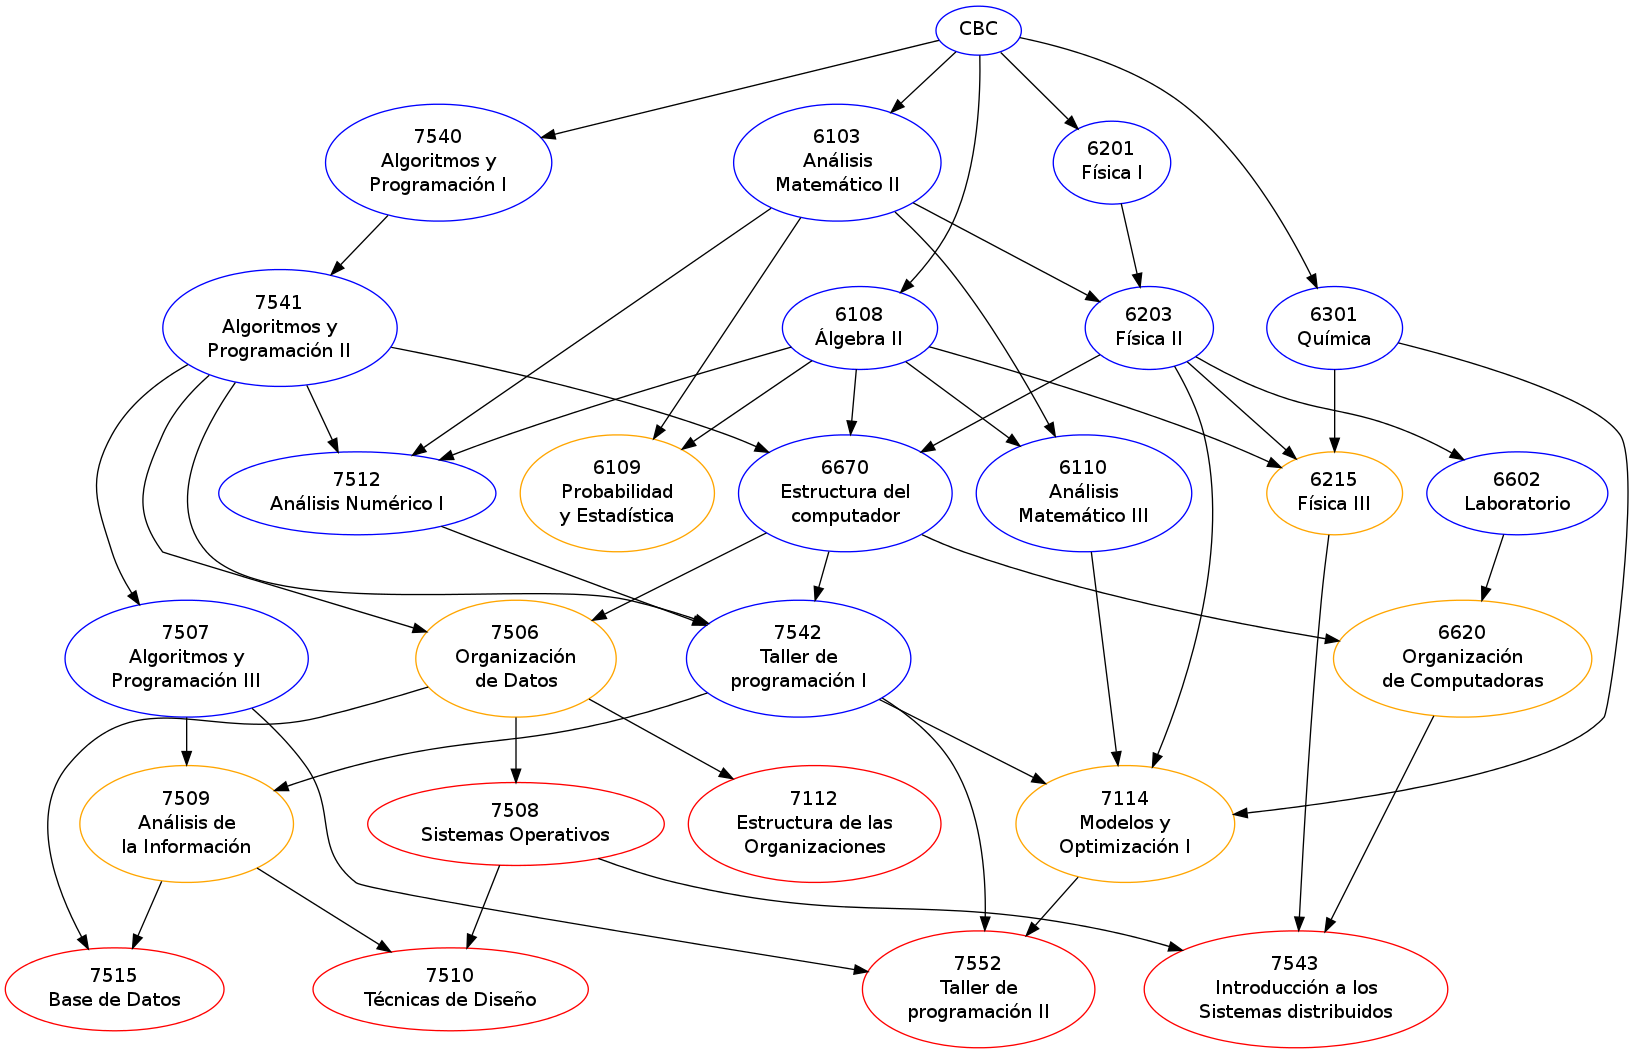 CBC
7540
Algoritmos y
Programación I
6103
Análisis
Matemático II
6201
Física I
7541
Algoritmos y
Programación II
6108
Álgebra II
6203
Física II
6301
Química
7512
Análisis Numérico I
6109
Probabilidad
y Estadística
6670
Estructura del
computador
6110
Análisis
Matemático III
6215
Física III
6602
Laboratorio
7507
Algoritmos y
Programación III
7506
Organización
de Datos
7542
Taller de
programación I
6620
Organización
de Computadoras
7509
Análisis de
la Información
7508
Sistemas Operativos
7112
Estructura de las
Organizaciones
7114
Modelos y
Optimización I
7515
Base de Datos
7510
Técnicas de Diseño
7552
Taller de
programación II
7543
Introducción a los
Sistemas distribuidos